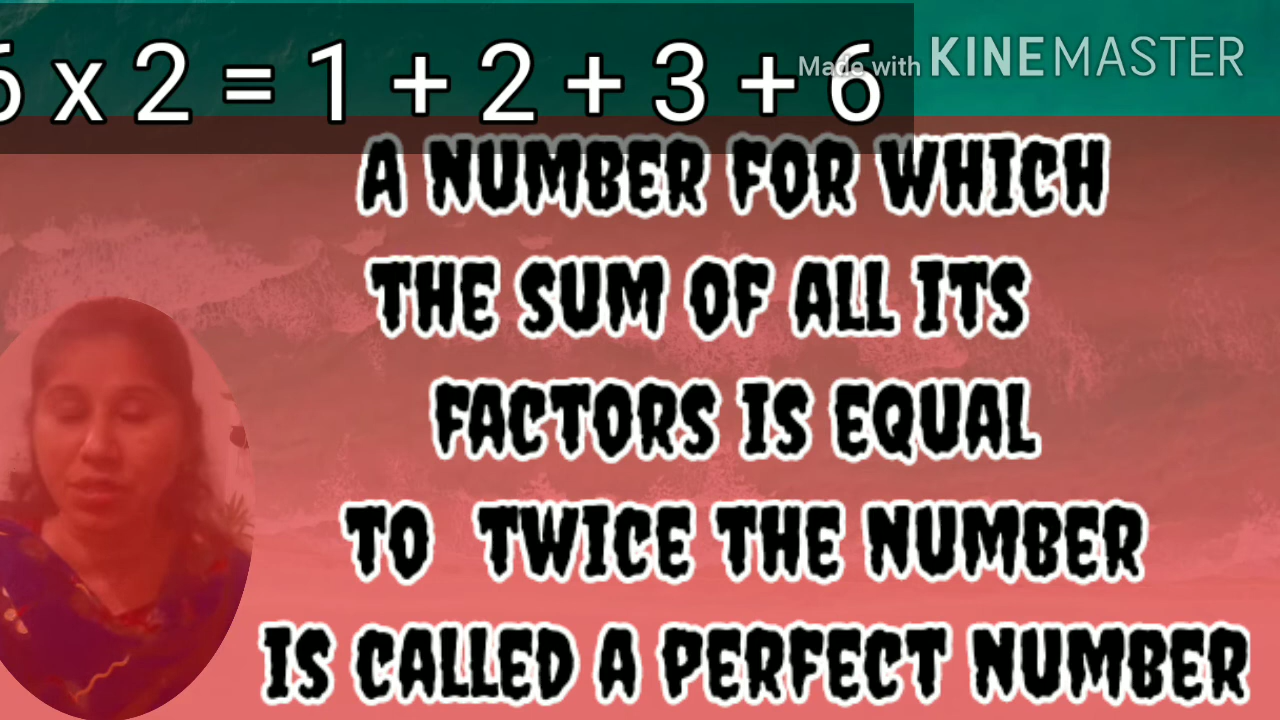 6 x 2 = 1 + 2 + 3 + 6
Made with KINEMASTER
A NUMBER FOR WHICH
THE SUM OF ALL ITS
FACTORS IS EQUAL
TO TWICE THE NUMBER
IS CALLED A PERFECT NUMBER